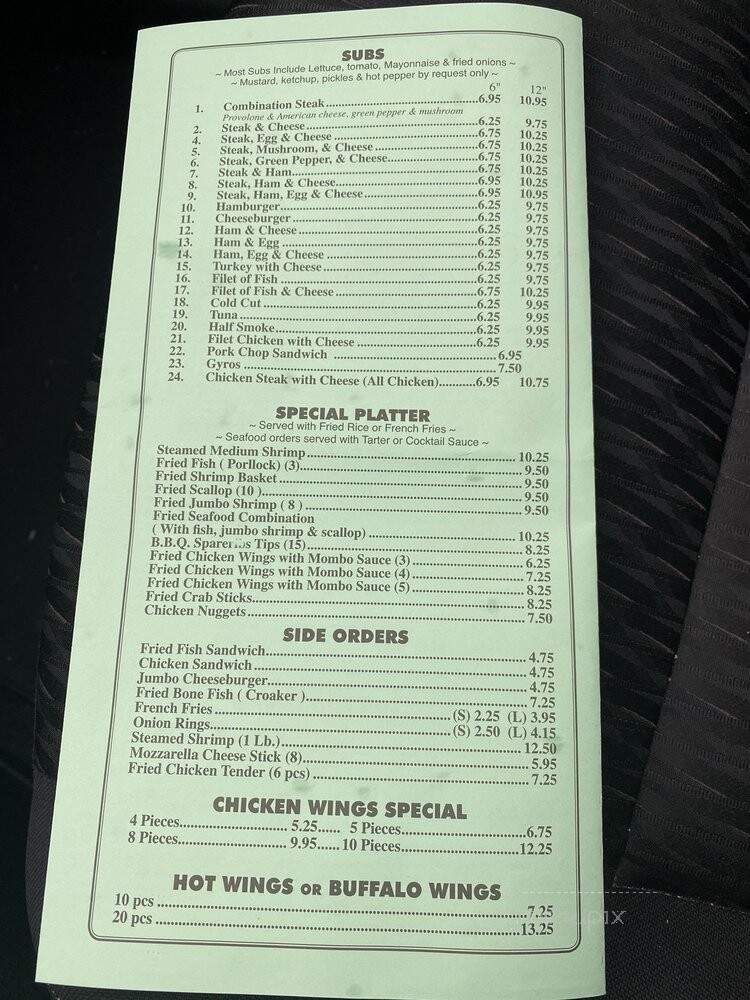 SUBS
~ Most Subs Include Lettuce, tomato, Mayonnaise & fried onions ~
~ Mustard, ketchup, pickles & hot pepper by request only ~
6" 12"
1. Combination Steak 6.95 10.95
Provolone & American cheese, green pepper & mushroom
2. Steak & Cheese 6.25 9.75
4. Steak, Egg & Cheese 6.75 10.25
5. Steak, Mushroom, & Cheese 6.75 10.25
6. Steak, Green Pepper, & Cheese 6.75 10.25
7. Steak & Ham 6.75 10.25
8. Steak, Ham & Cheese 6.95 10.25
9. Steak, Ham, Egg & Cheese 6.95 10.95
10. Hamburger 6.25 9.75
11. Cheeseburger 6.25 9.75
12. Ham & Cheese 6.25 9.75
13. Ham & Egg 6.25 9.75
14. Ham, Egg & Cheese 6.25 9.75
15. Turkey with Cheese 6.25 9.75
16. Filet of Fish 6.25 9.75
17. Filet of Fish & Cheese 6.75 10.25
18. Cold Cut 6.25 9.95
19. Tuna 6.25 9.95
20. Half Smoke 6.25 9.95
21. Filet Chicken with Cheese 6.25 9.95
22. Pork Chop Sandwich 6.95
23. Gyros 7.50
24. Chicken Steak with Cheese (All Chicken) 6.95 10.75
SPECIAL PLATTER
~ Served with Fried Rice or French Fries ~
~ Seafood orders served with Tarter or Cocktail Sauce ~
Steamed Medium Shrimp 10.25
Fried Fish ( Porllock) (3) 9.50
Fried Shrimp Basket 9.50
Fried Scallop (10 ) 9.50
Fried Jumbo Shrimp ( 8 ) 9.50
Fried Seafood Combination
( With fish, jumbo shrimp & scallop) 10.25
B.B.Q. Spareribs Tips (15) 8.25
Fried Chicken Wings with Mombo Sauce (3) 6.25
Fried Chicken Wings with Mombo Sauce (4) 7.25
Fried Chicken Wings with Mombo Sauce (5) 8.25
Fried Crab Sticks 8.25
Chicken Nuggets 7.50
SIDE ORDERS
Fried Fish Sandwich 4.75
Chicken Sandwich 4.75
Jumbo Cheeseburger 4.75
Fried Bone Fish ( Croaker ) 7.25
French Fries (S) 2.25 (L) 3.95
Onion Rings (S) 2.50 (L) 4.15
Steamed Shrimp (1 Lb.) 12.50
Mozzarella Cheese Stick (8) 5.95
Fried Chicken Tender (6 pcs) 7.25
CHICKEN WINGS SPECIAL
4 Pieces 5.25 5 Pieces 6.75
8 Pieces 9.95 10 Pieces 12.25
HOT WINGS OR BUFFALO WINGS
10 pcs 7.25
20 pcs 13.25